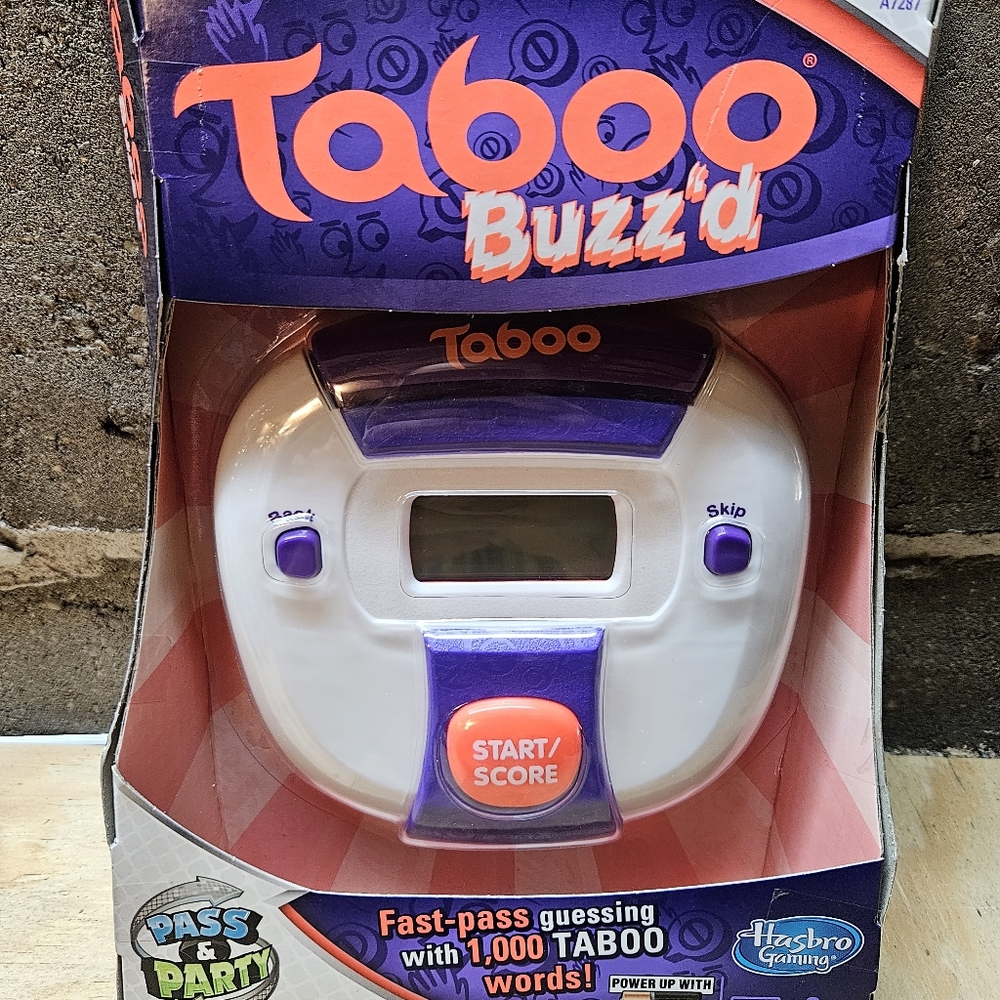 A7287
Taboo®
Buzz"d
Taboo
Back
Skip
START/
SCORE
PASS
&
PARTY
Fast-pass guessing
with 1,000 TABOO
words!
POWER UP WITH
Hasbro
Gaming®